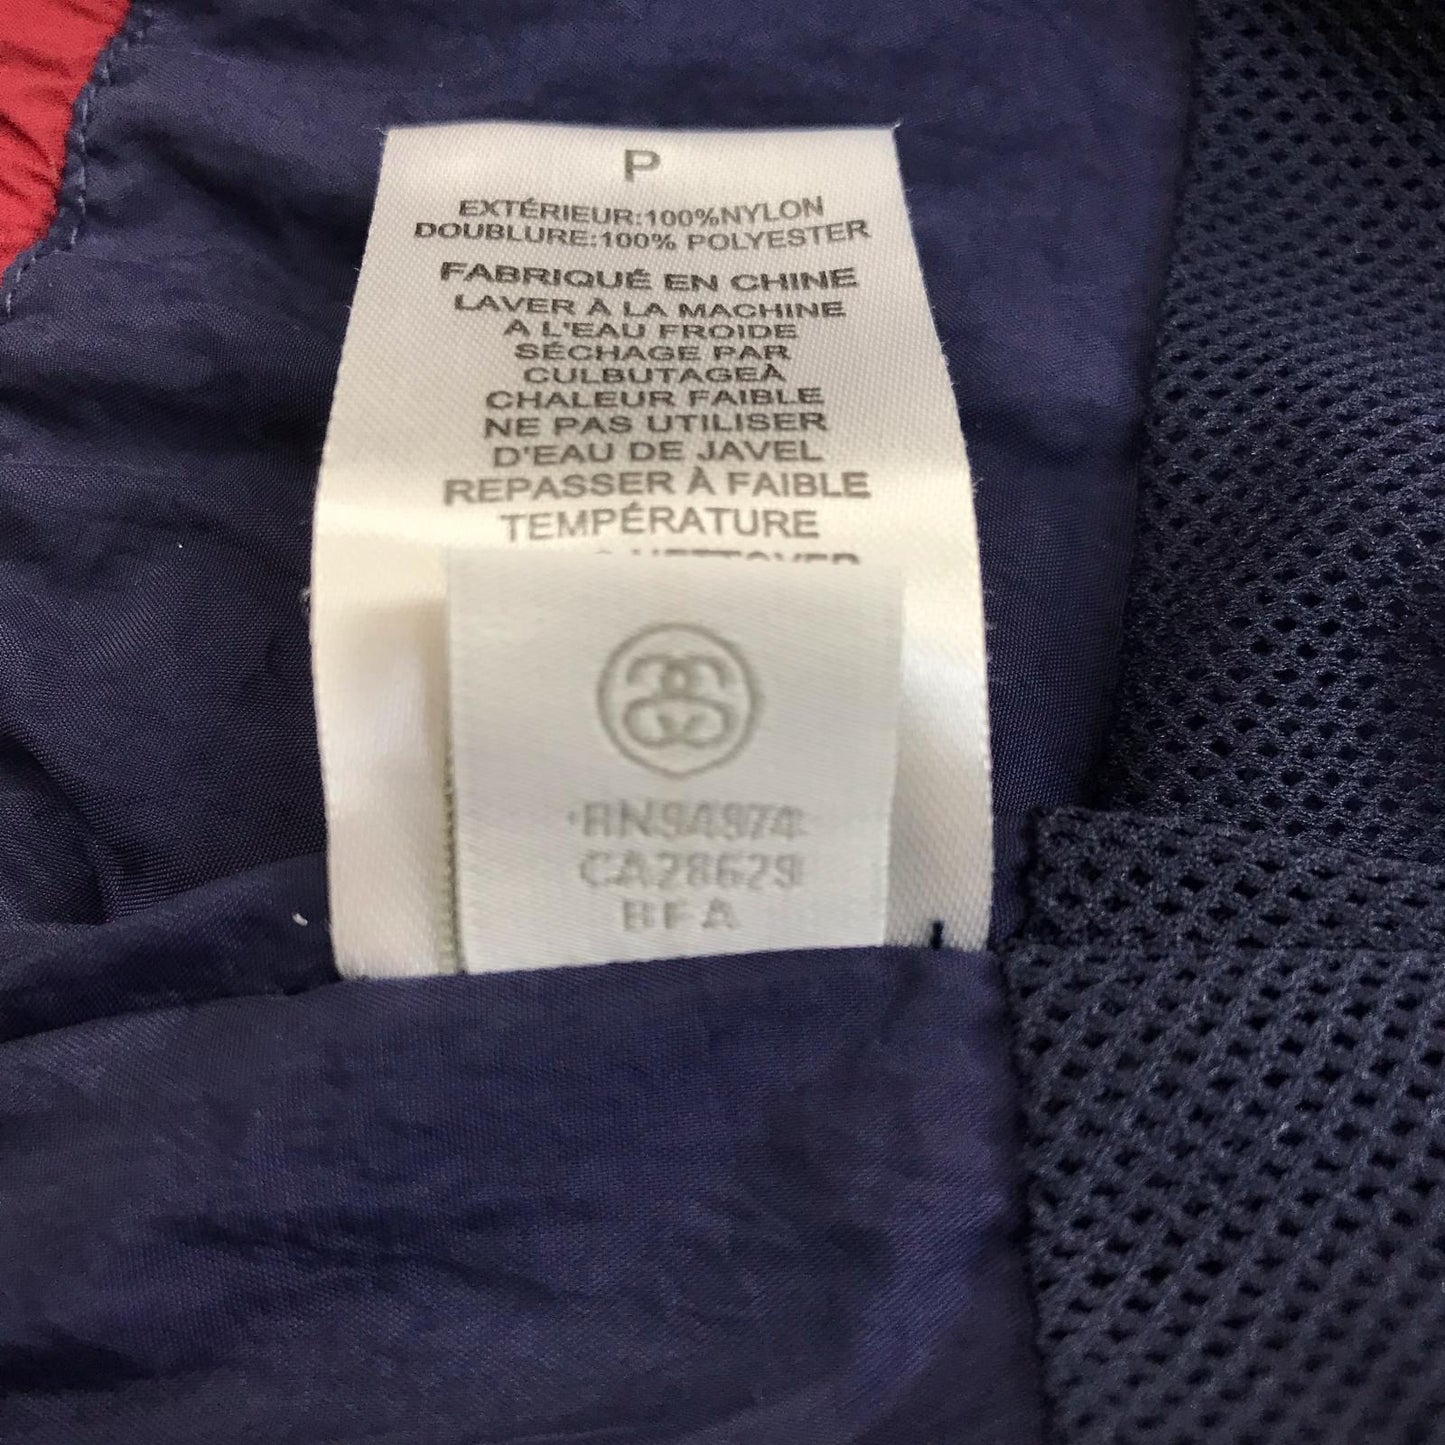 P
EXTÉRIEUR:100%NYLON
DOUBLURE:100% POLYESTER
FABRIQUÉ EN CHINE
LAVER À LA MACHINE
A L'EAU FROIDE
SÉCHAGE PAR
CULBUTAGEÀ
CHALEUR FAIBLE
NE PAS UTILISER
D'EAU DE JAVEL
REPASSER À FAIBLE
TEMPÉRATURE
NETTOYER
RN94974
CA28629
BFA